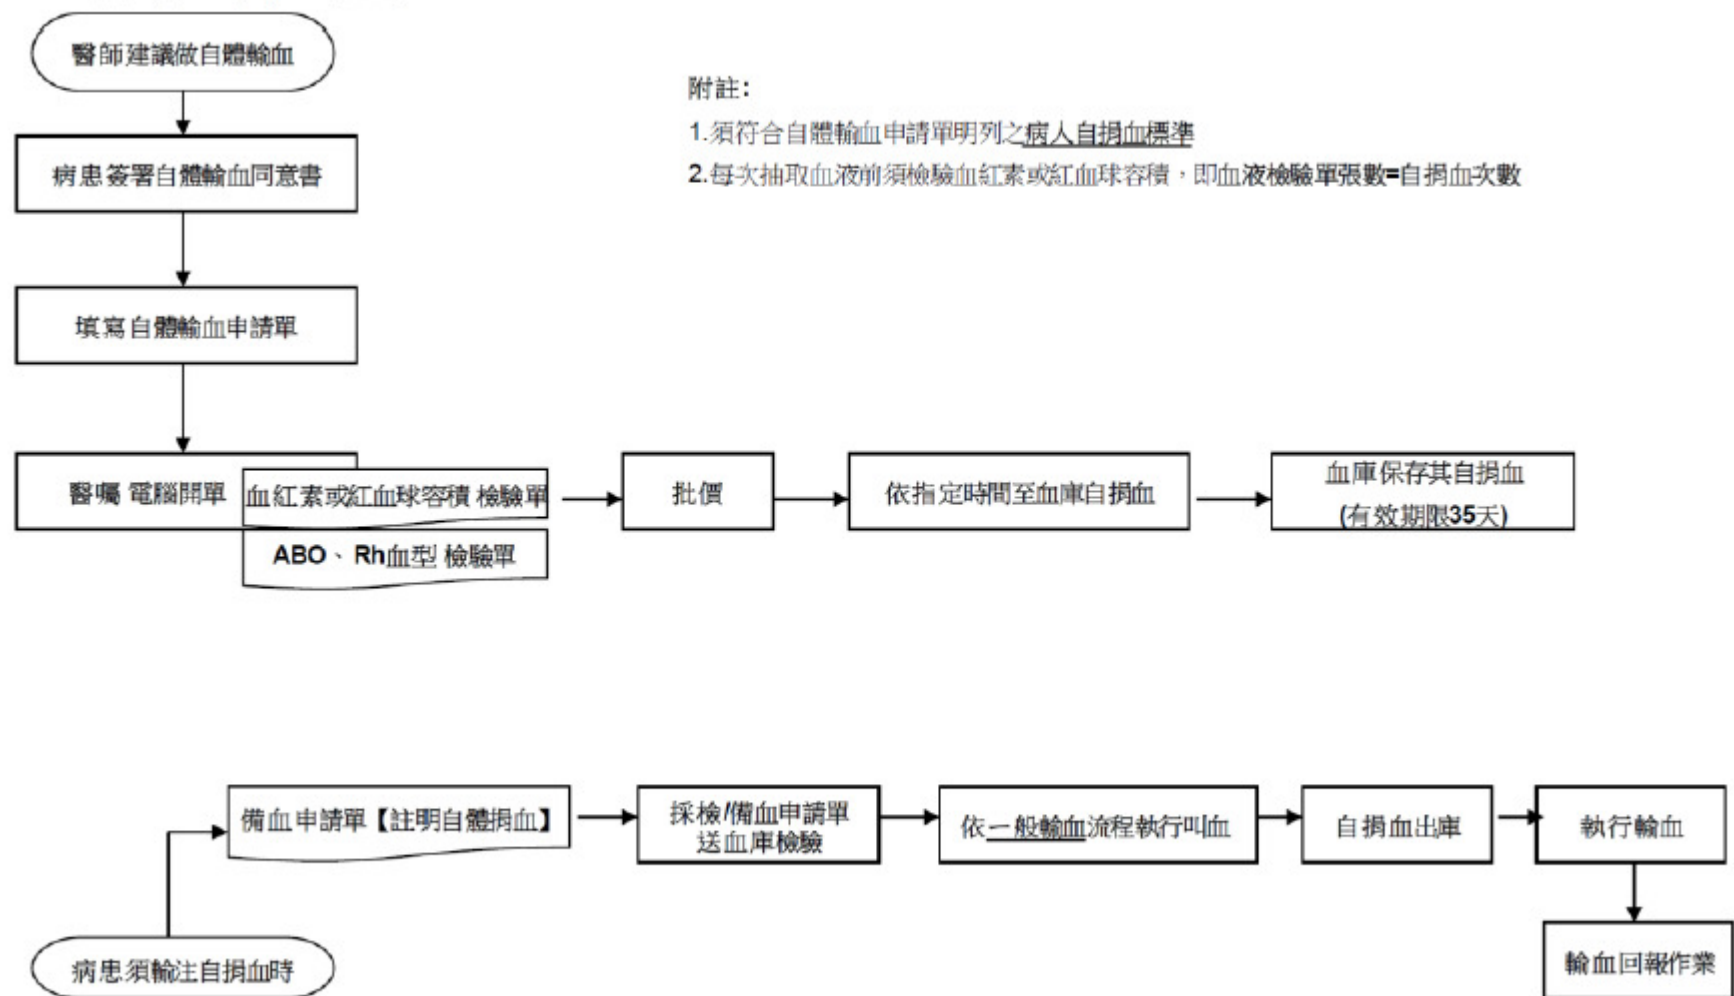 醫師建議做自體輸血
附註:
1.須符合自體輸血申請單明列之病人自捐血標準
2.每次抽取血液前須檢驗血紅素或紅血球容積，即血液檢驗單張數=自捐血次數
病患簽署自體輸血同意書
填寫自體輸血申請單
醫囑 電腦開單
血紅素或紅血球容積 檢驗單
ABO、Rh血型 檢驗單
批價
依指定時間至血庫自捐血
血庫保存其自捐血
(有效期限35天)
病患須輸注自捐血時
備血申請單【註明自體捐血】
採檢/備血申請單
送血庫檢驗
依一般輸血流程執行叫血
自捐血出庫
執行輸血
輸血回報作業